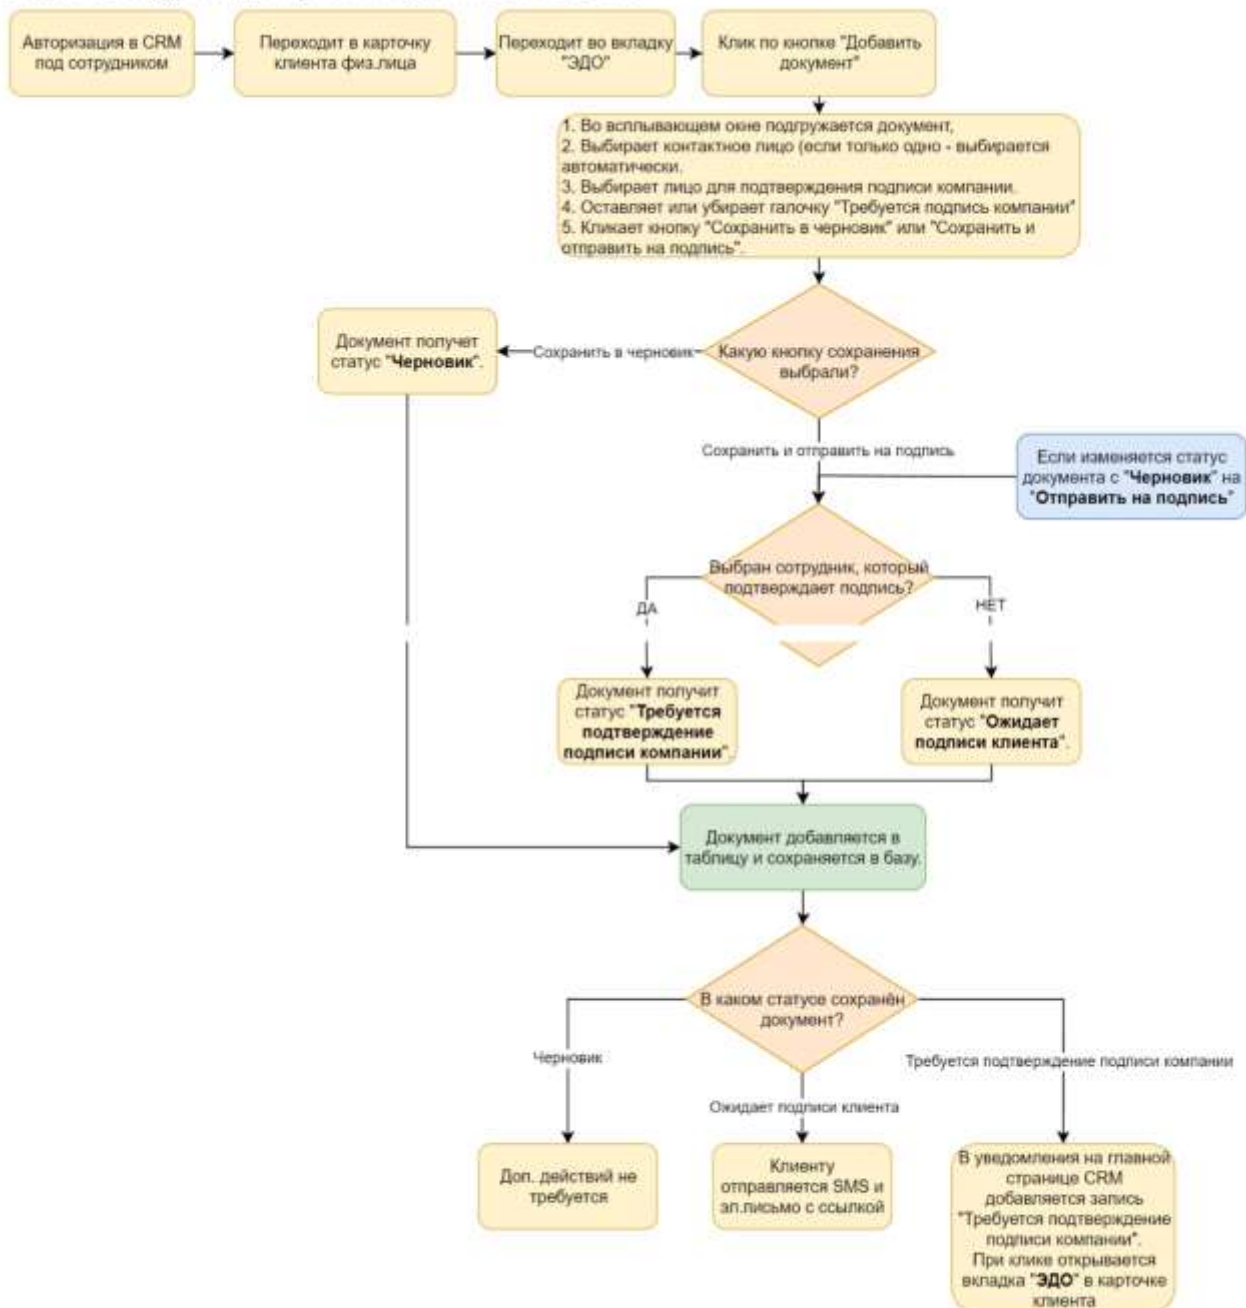 Авторизация в CRM
под сотрудником
Переходит в карточку
клиента физ.лица
Переходит во вкладку
"ЭДО"
Клик по кнопке "Добавить
документ"
1. Во всплывающем окне подгружается документ,
2. Выбирает контактное лицо (если только одно - выбирается
автоматически.
3. Выбирает лицо для подтверждения подписи компании.
4. Оставляет или убирает галочку "Требуется подпись компании"
5. Кликает кнопку "Сохранить в черновик" или "Сохранить и
отправить на подпись".
Какую кнопку сохранения
выбрали?
Сохранить в черновик
Документ получет
статус "Черновик".
Сохранить и отправить на подпись
Если изменяется статус
документа с "Черновик" на
"Отправить на подпись"
Выбран сотрудник, который
подтверждает подпись?
ДА
НЕТ
Документ получит
статус "Требуется
подтверждение
подписи компании".
Документ получит
статус "Ожидает
подписи клиента".
Документ добавляется в
таблицу и сохраняется в базу.
В каком статусе сохранён
документ?
Черновик
Ожидает подписи клиента
Требуется подтверждение подписи компании
Доп. действий не
требуется
Клиенту
отправляется SMS и
эл.письмо с ссылкой
В уведомления на главной
странице CRM
добавляется запись
"Требуется подтверждение
подписи компании".
При клике открывается
вкладка "ЭДО" в карточке
клиента